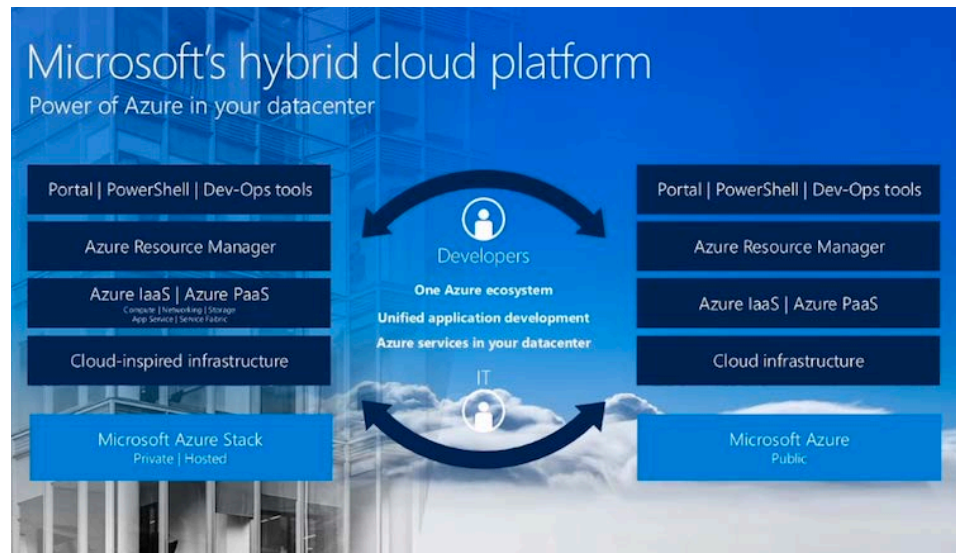 Microsoft's hybrid cloud platform
Power of Azure in your datacenter
Portal | PowerShell | Dev-Ops tools
Azure Resource Manager
Azure IaaS | Azure PaaS
Compute | Networking | Storage
App Service | Service Fabric
Cloud-inspired infrastructure
Microsoft Azure Stack
Private | Hosted
Developers
One Azure ecosystem
Unified application development
Azure services in your datacenter
IT
Portal | PowerShell | Dev-Ops tools
Azure Resource Manager
Azure IaaS | Azure PaaS
Cloud infrastructure
Microsoft Azure
Public